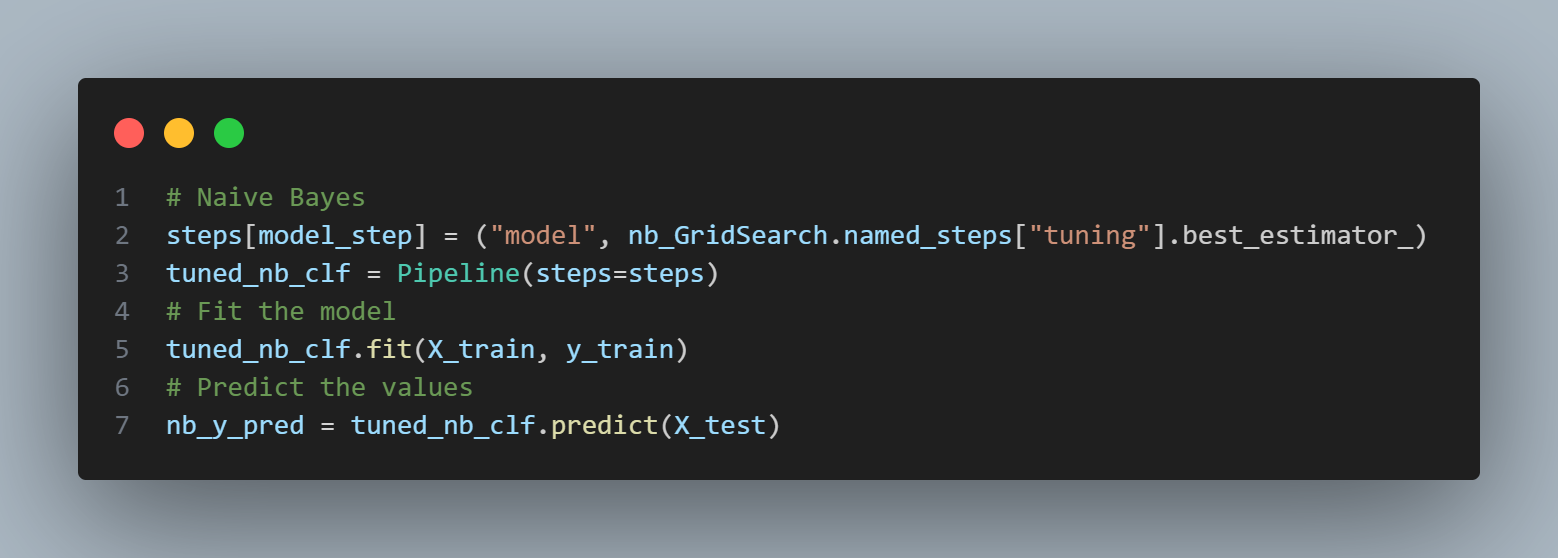 1 # Naive Bayes
2 steps[model_step] = ("model", nb_GridSearch.named_steps["tuning"].best_estimator_)
3 tuned_nb_clf = Pipeline(steps=steps)
4 # Fit the model
5 tuned_nb_clf.fit(X_train, y_train)
6 # Predict the values
7 nb_y_pred = tuned_nb_clf.predict(X_test)